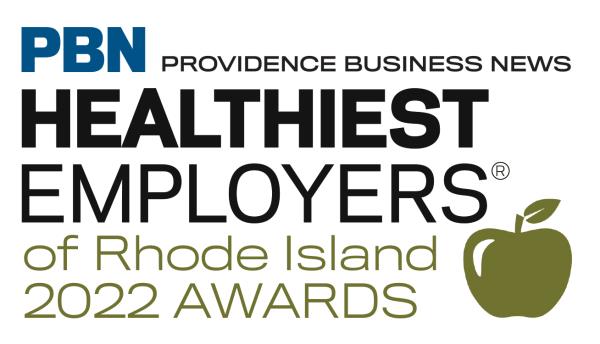 PBN PROVIDENCE BUSINESS NEWS
HEALTHIEST
EMPLOYERS®
of Rhode Island
2022 AWARDS